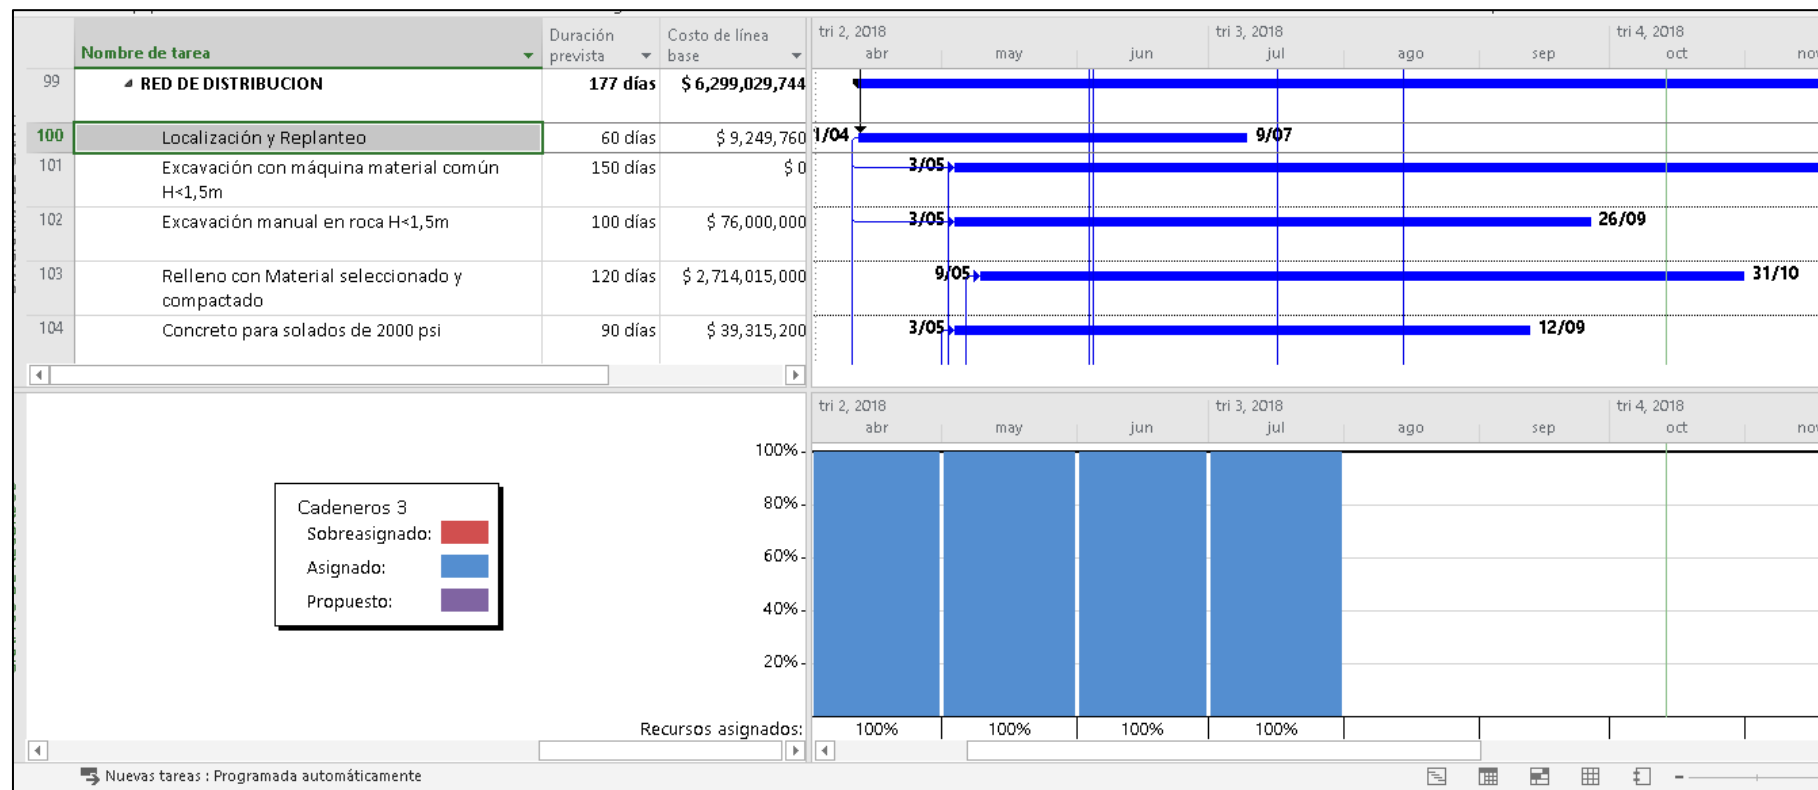 Nombre de tarea
Duración prevista
Costo de línea base
tri 2, 2018 tri 3, 2018 tri 4, 2018
abr may jun jul ago sep oct
99 RED DE DISTRIBUCION 177 días $ 6,299,029,744
100 Localización y Replanteo 60 días $ 9,249,760 1/04 9/07
101 Excavación con máquina material común 150 días $ 0 3/05
H<1,5m
102 Excavación manual en roca H<1,5m 100 días $ 76,000,000 3/05 26/09
103 Relleno con Material seleccionado y 120 días $ 2,714,015,000 9/05 31/10
compactado
104 Concreto para solados de 2000 psi 90 días $ 39,315,200 3/05 12/09
tri 2, 2018 tri 3, 2018 tri 4, 2018
abr may jun jul ago sep oct
Cadeneros 3
Sobreasignado:
Asignado:
Propuesto:
100%
80%
60%
40%
20%
Recursos asignados: 100% 100% 100% 100%
Nuevas tareas : Programada automáticamente